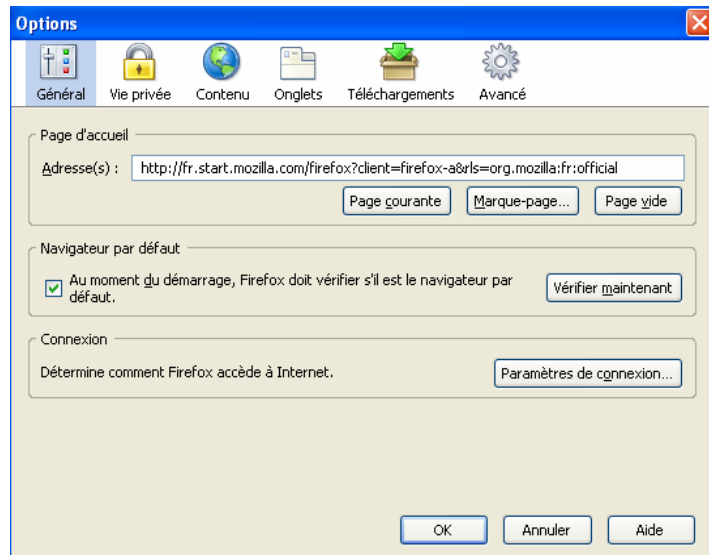 Options
Général Vie privée Contenu Onglets Téléchargements Avancé
Page d'accueil
Adresse(s) : http://fr.start.mozilla.com/firefox?client=firefox-a&rls=org.mozilla:fr:official
Page courante Marque-page... Page vide
Navigateur par défaut
Au moment du démarrage, Firefox doit vérifier s'il est le navigateur par
défaut.
Vérifier maintenant
Connexion
Détermine comment Firefox accède à Internet. Paramètres de connexion...
OK Annuler Aide